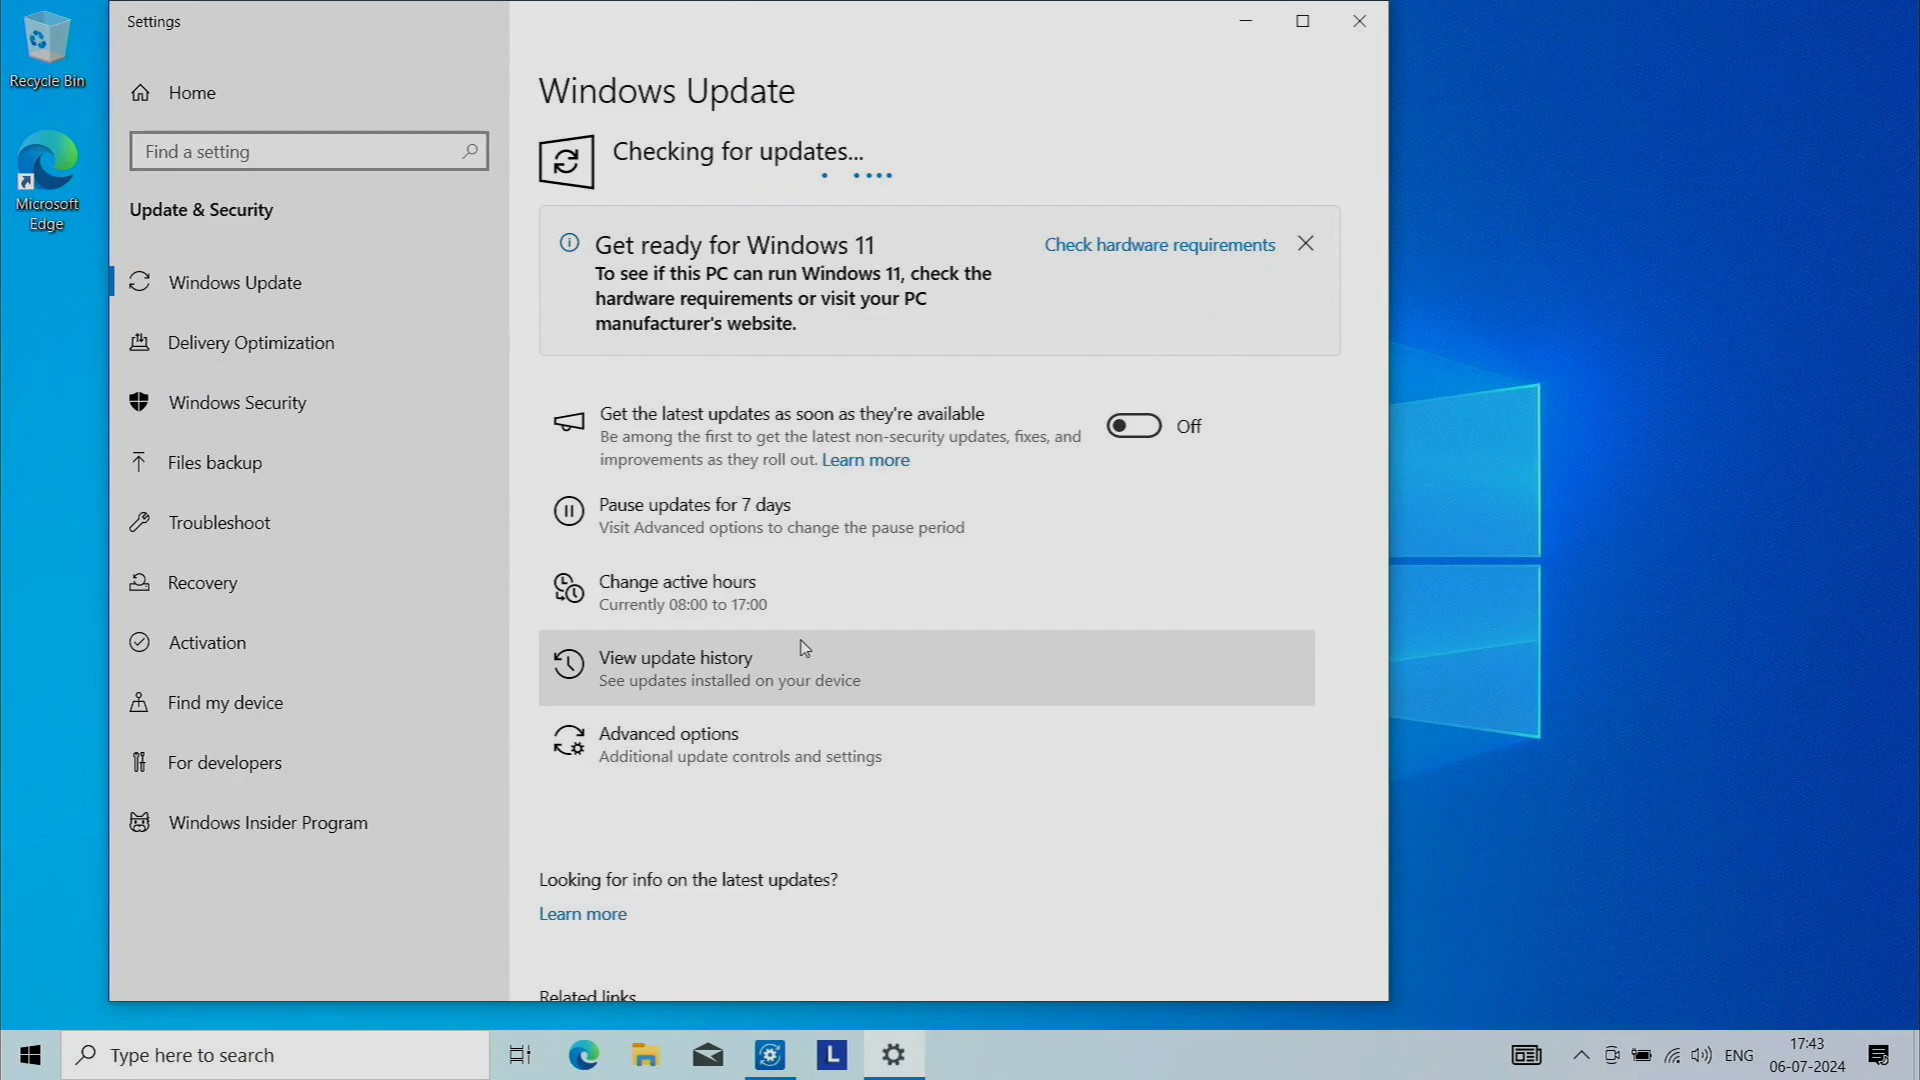 Recycle Bin
Microsoft
Edge
Settings
Home
Find a setting
Update & Security
Windows Update
Delivery Optimization
Windows Security
Files backup
Troubleshoot
Recovery
Activation
Find my device
For developers
Windows Insider Program
Windows Update
Checking for updates...
Get ready for Windows 11
Check hardware requirements
To see if this PC can run Windows 11, check the
hardware requirements or visit your PC
manufacturer's website.
Get the latest updates as soon as they're available
Be among the first to get the latest non-security updates, fixes, and
improvements as they roll out. Learn more
Off
Pause updates for 7 days
Visit Advanced options to change the pause period
Change active hours
Currently 08:00 to 17:00
View update history
See updates installed on your device
Advanced options
Additional update controls and settings
Looking for info on the latest updates?
Learn more
Related links
Type here to search
L
ENG
17:43
06-07-2024